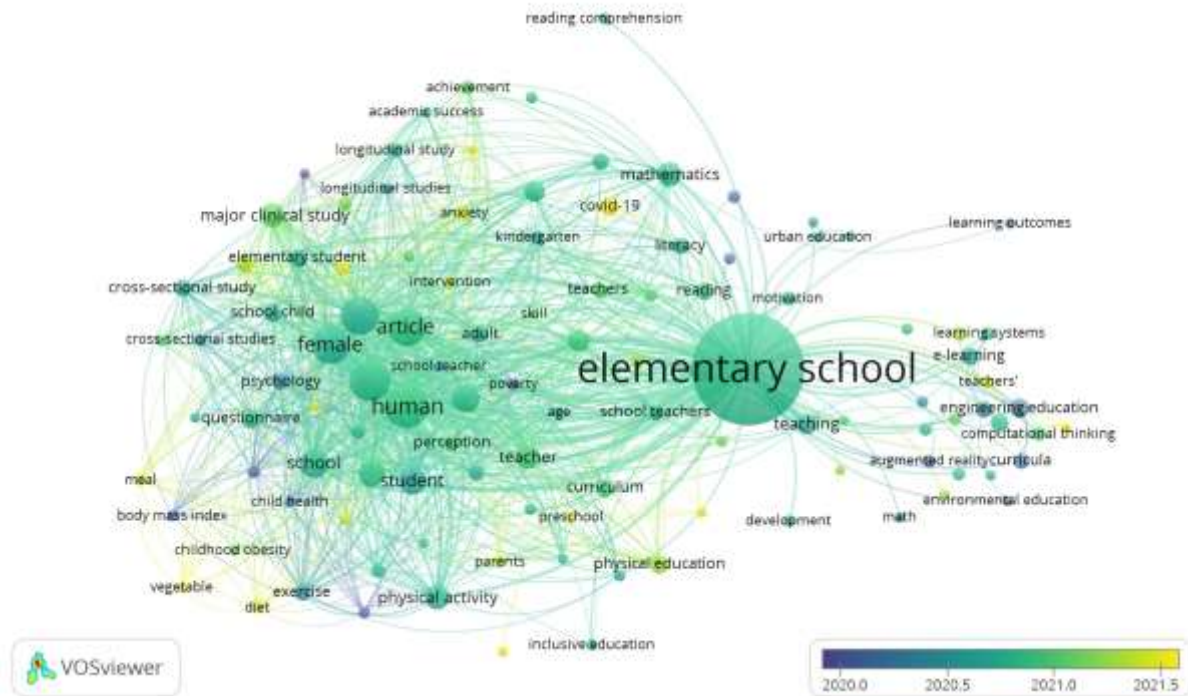 reading comprehension
achievement
academic success
longitudinal study
mathematics
longitudinal studies
major clinical study
anxiety
covid-19
learning outcomes
kindergarten
literacy
urban education
elementary student
cross-sectional study
intervention
teachers
reading
motivation
school child
skill
article
adult
cross-sectional studies
female
learning systems
e-learning
school teacher
elementary school
psychology
poverty
teachers'
human
age
school teachers
engineering education
questionnaire
teaching
computational thinking
perception
teacher
school
augmented reality
curricula
meal
student
curriculum
child health
environmental education
body mass index
preschool
development
math
childhood obesity
parents
physical education
vegetable
exercise
diet
physical activity
inclusive education
VOSviewer
2020.0 2020.5 2021.0 2021.5